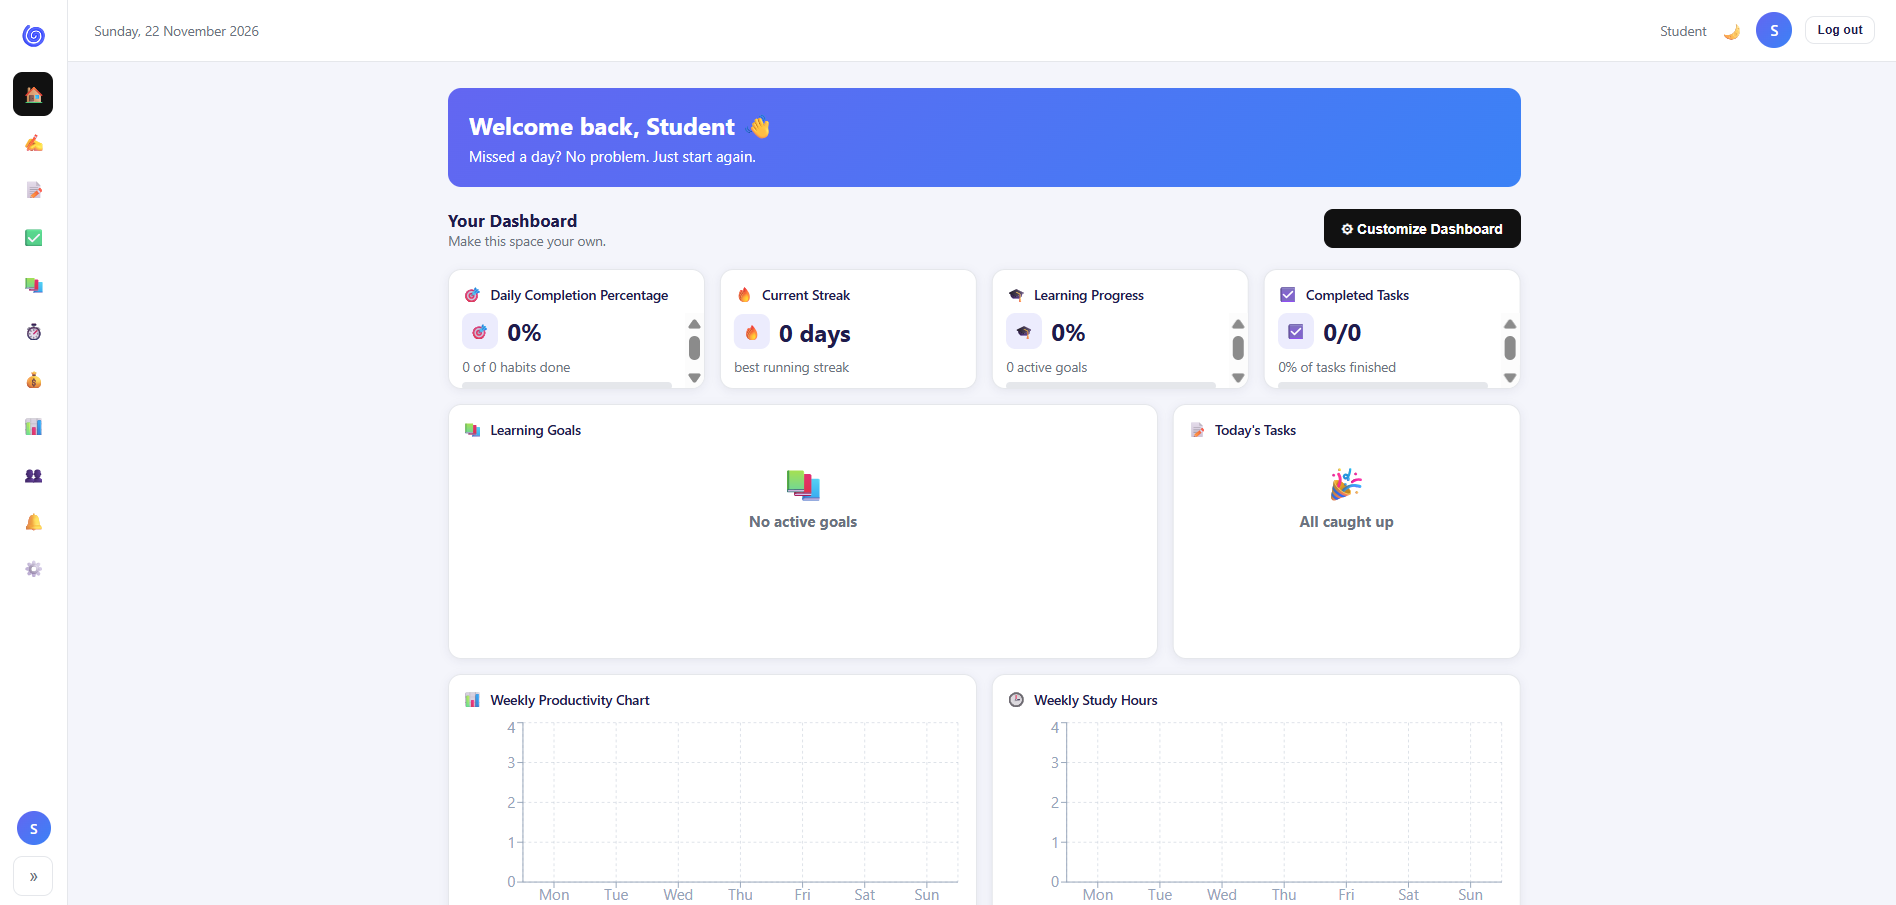 Sunday, 22 November 2026
Student
S
Log out
Welcome back, Student 👋
Missed a day? No problem. Just start again.
Your Dashboard
Make this space your own.
⚙ Customize Dashboard
Daily Completion Percentage
0%
0 of 0 habits done
Current Streak
0 days
best running streak
Learning Progress
0%
0 active goals
Completed Tasks
0/0
0% of tasks finished
Learning Goals
No active goals
Today's Tasks
All caught up
Weekly Productivity Chart
4
3
2
1
0
Mon Tue Wed Thu Fri Sat Sun
Weekly Study Hours
4
3
2
1
0
Mon Tue Wed Thu Fri Sat Sun
S
»